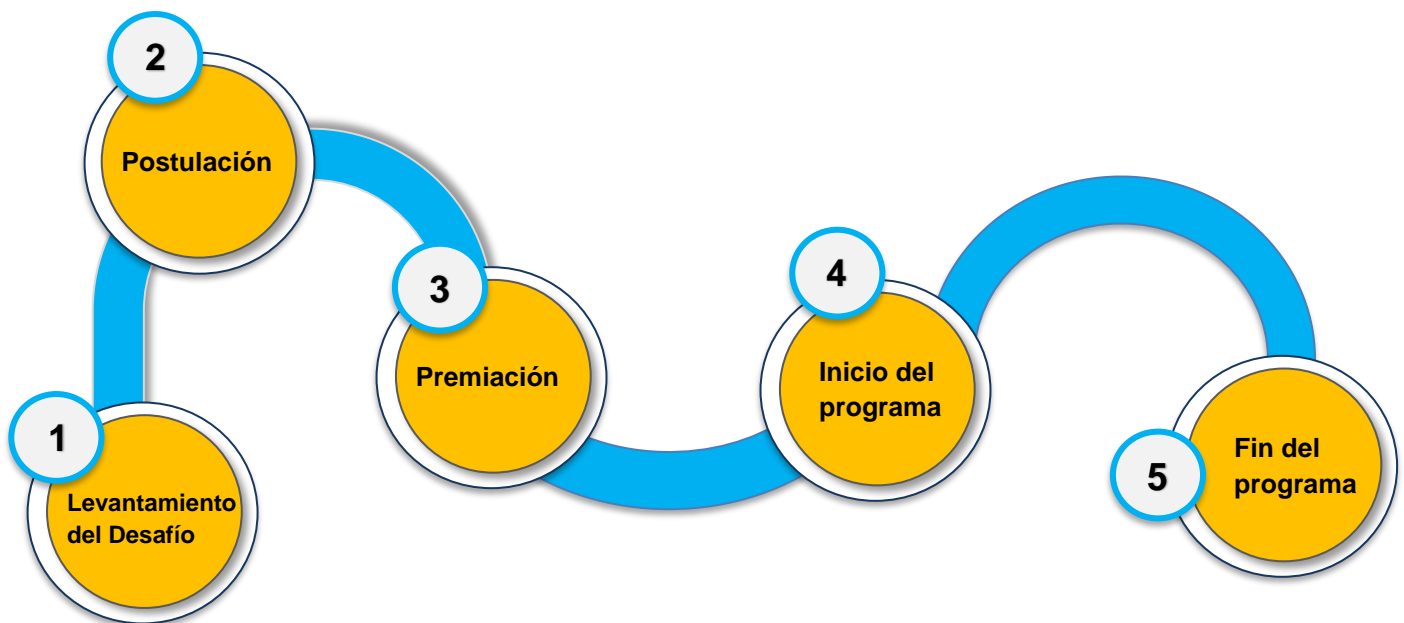 1
Levantamiento
del Desafío
2
Postulación
3
Premiación
4
Inicio del
programa
5
Fin del
programa